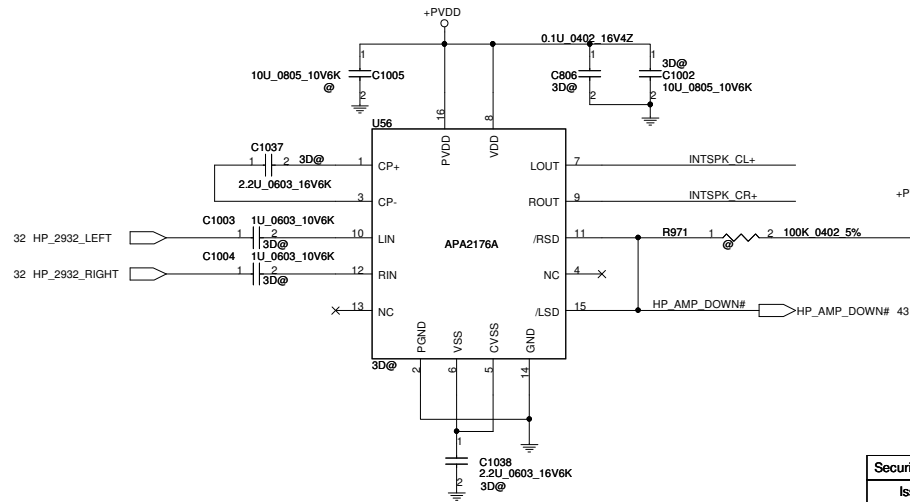 +PVDD
0.1U_0402_16V4Z
1
10U_0805_10V6K
@
C1005
2
1
C806
3D@
2
1
3D@
C1002
10U_0805_10V6K
2
16
8
U56
PVDD
VDD
C1037
1 2 3D@
2.2U_0603_16V6K
1 CP+
3 CP-
LOUT 7 INTSPK_CL+
ROUT 9 INTSPK_CR+
+P
C1003 1U_0603_10V6K
32 HP_2932_LEFT 1 2
3D@
10 LIN
APA2176A
/RSD 11
R971 1 2 100K_0402_5%
@
C1004 1U_0603_10V6K
32 HP_2932_RIGHT 1 2
3D@
12 RIN
NC 4
13 NC
/LSD 15 HP_AMP_DOWN#
HP_AMP_DOWN# 43
PGND
VSS
CVSS
GND
3D@
2
6
5
14
1
C1038
2.2U_0603_16V6K
2
3D@
Securi
Iss